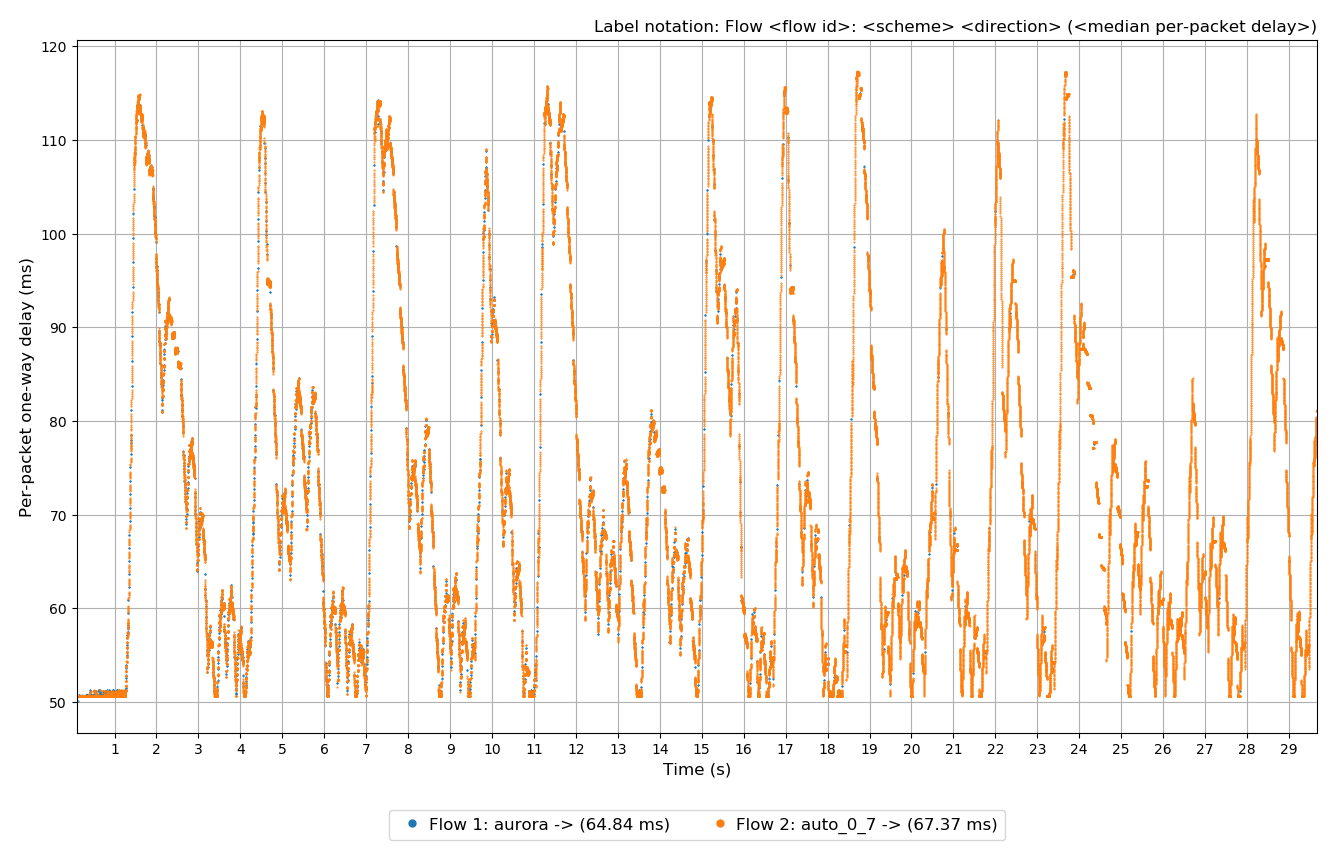 Label notation: Flow <flow id>: <scheme> <direction> (<median per-packet delay>)
120
110
100
90
80
70
60
50
Per-packet one-way delay (ms)
1 2 3 4 5 6 7 8 9 10 11 12 13 14 15 16 17 18 19 20 21 22 23 24 25 26 27 28 29
Time (s)
Flow 1: aurora -> (64.84 ms) Flow 2: auto_0_7 -> (67.37 ms)